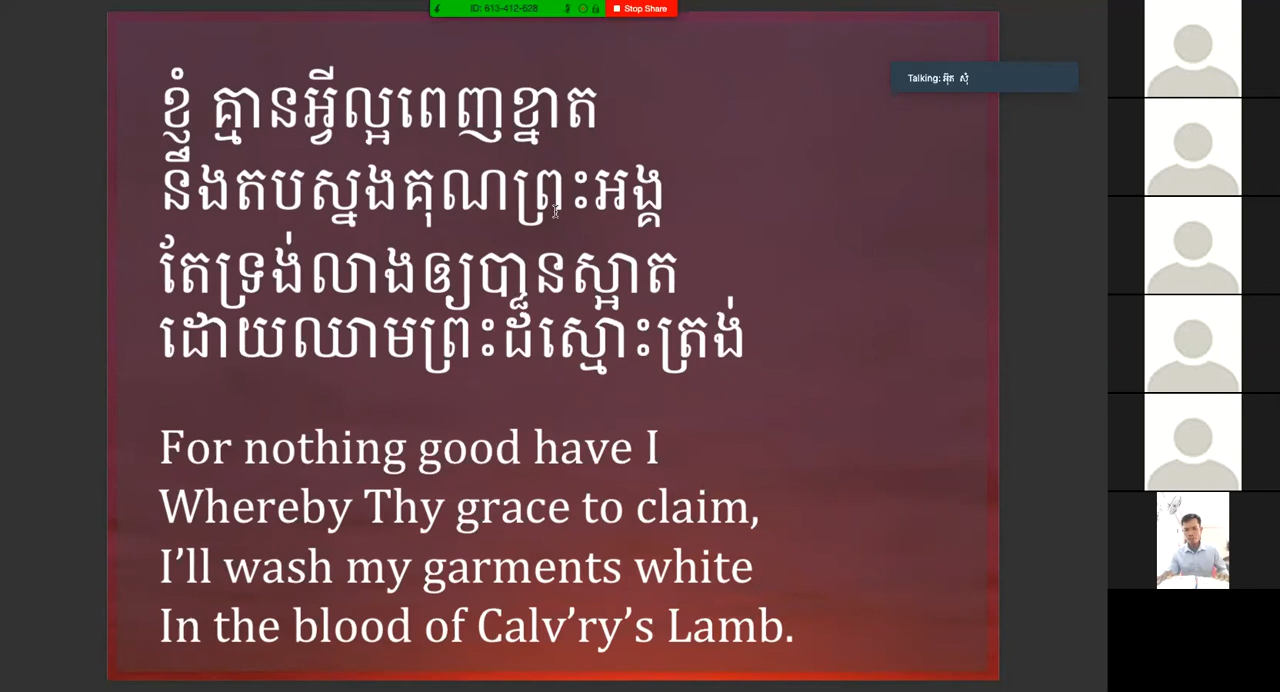 ID: 613-412-628
Stop Share
Talking: អ៊ុត សុំ
ខ្ញុំ គ្មានអ្វីល្អពេញខ្នាត
នឹងតបស្នងគុណព្រះអង្គ
តែទ្រង់លាងឲ្យបានស្អាត
ដោយឈាមព្រះដ៏ស្មោះត្រង់
For nothing good have I
Whereby Thy grace to claim,
I’ll wash my garments white
In the blood of Calv’ry’s Lamb.